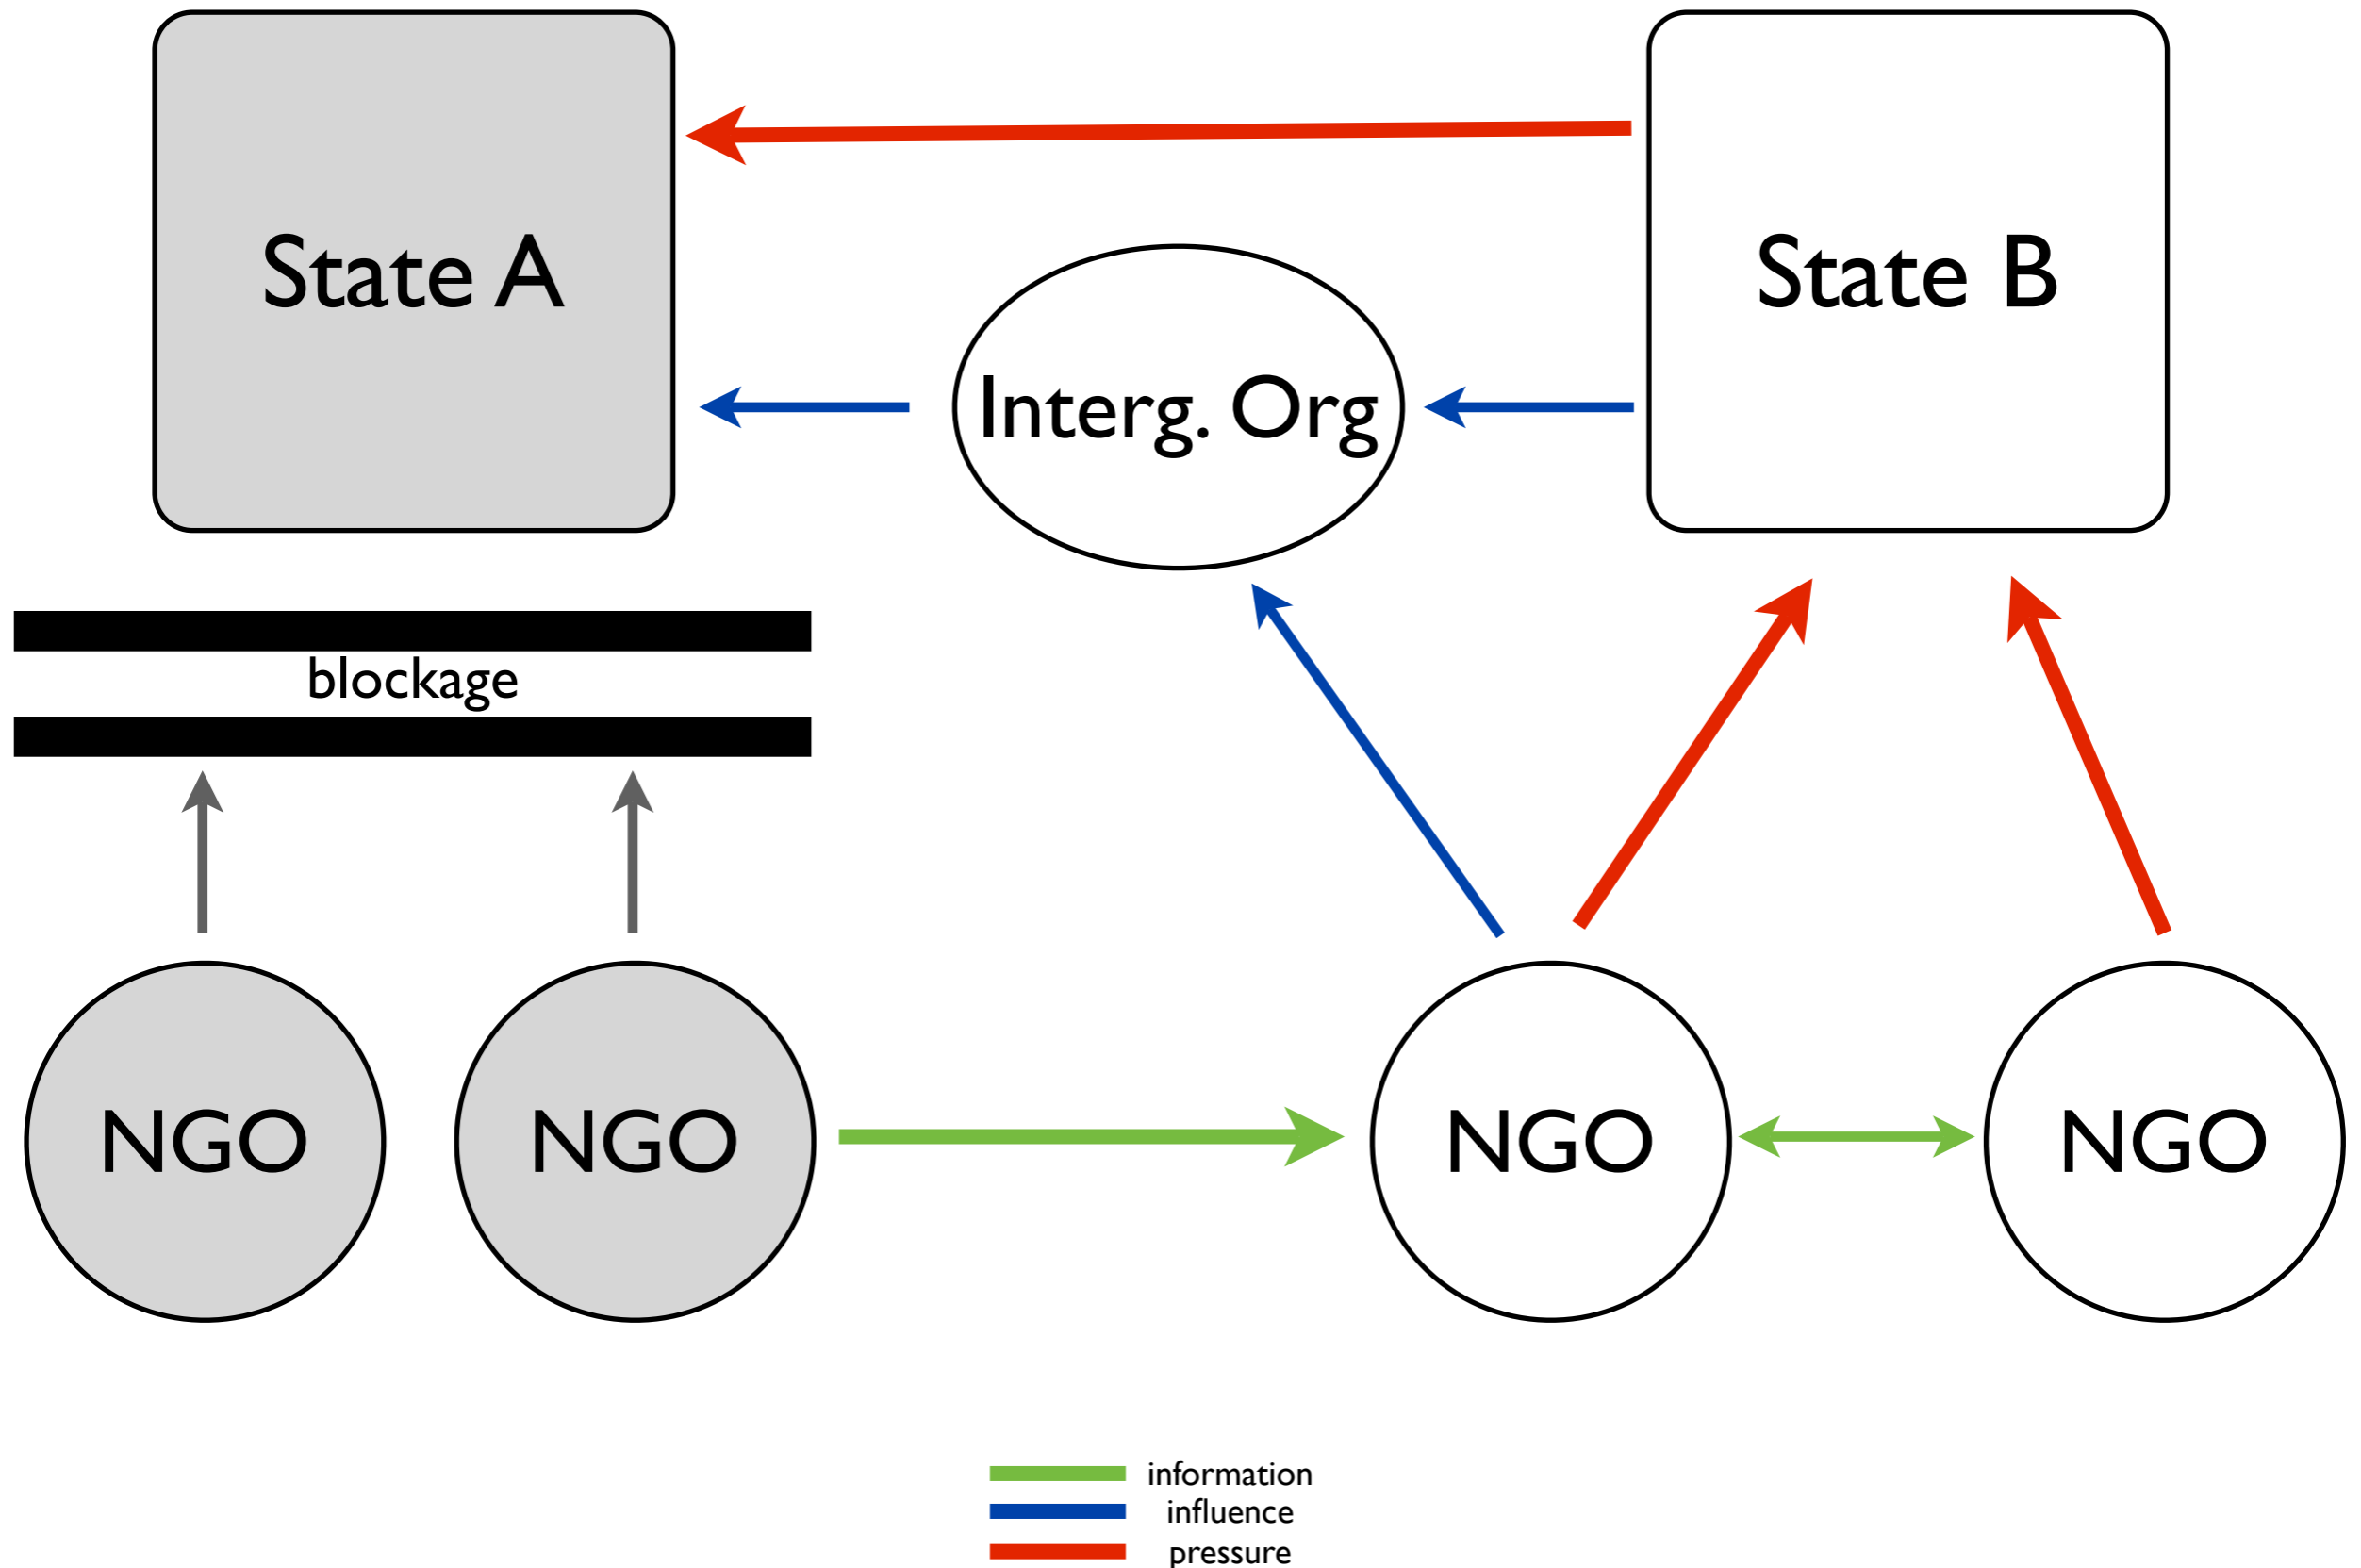 State A
State B
Interg. Org
blockage
NGO
NGO
NGO
NGO
information
influence
pressure